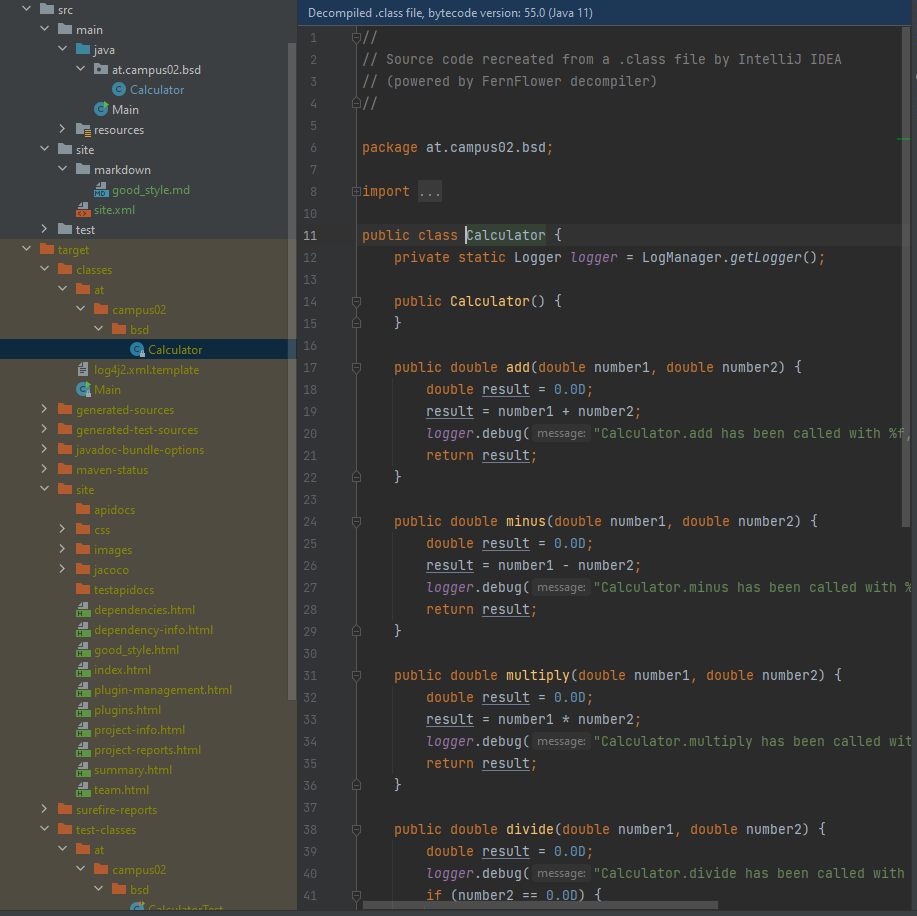 src
main
java
at.campus02.bsd
Calculator
Main
resources
site
markdown
good_style.md
site.xml
test
target
classes
at
campus02
bsd
Calculator
log4j2.xml.template
Main
generated-sources
generated-test-sources
javadoc-bundle-options
maven-status
site
apidocs
css
images
jacoco
testapidocs
dependencies.html
dependency-info.html
good_style.html
index.html
plugin-management.html
plugins.html
project-info.html
project-reports.html
summary.html
team.html
surefire-reports
test-classes
at
campus02
bsd
CalculatorTest
Decompiled .class file, bytecode version: 55.0 (Java 11)
1 //
2 // Source code recreated from a .class file by IntelliJ IDEA
3 // (powered by FernFlower decompiler)
4 //
5
6 package at.campus02.bsd;
7
8 import ...
10
11 public class Calculator {
12 private static Logger logger = LogManager.getLogger();
13
14 public Calculator() {
15 }
16
17 public double add(double number1, double number2) {
18 double result = 0.0D;
19 result = number1 + number2;
20 logger.debug( message: "Calculator.add has been called with %f,
21 return result;
22 }
23
24 public double minus(double number1, double number2) {
25 double result = 0.0D;
26 result = number1 - number2;
27 logger.debug( message: "Calculator.minus has been called with %
28 return result;
29 }
30
31 public double multiply(double number1, double number2) {
32 double result = 0.0D;
33 result = number1 * number2;
34 logger.debug( message: "Calculator.multiply has been called wit
35 return result;
36 }
37
38 public double divide(double number1, double number2) {
39 double result = 0.0D;
40 logger.debug( message: "Calculator.divide has been called with
41 if (number2 == 0.0D) {